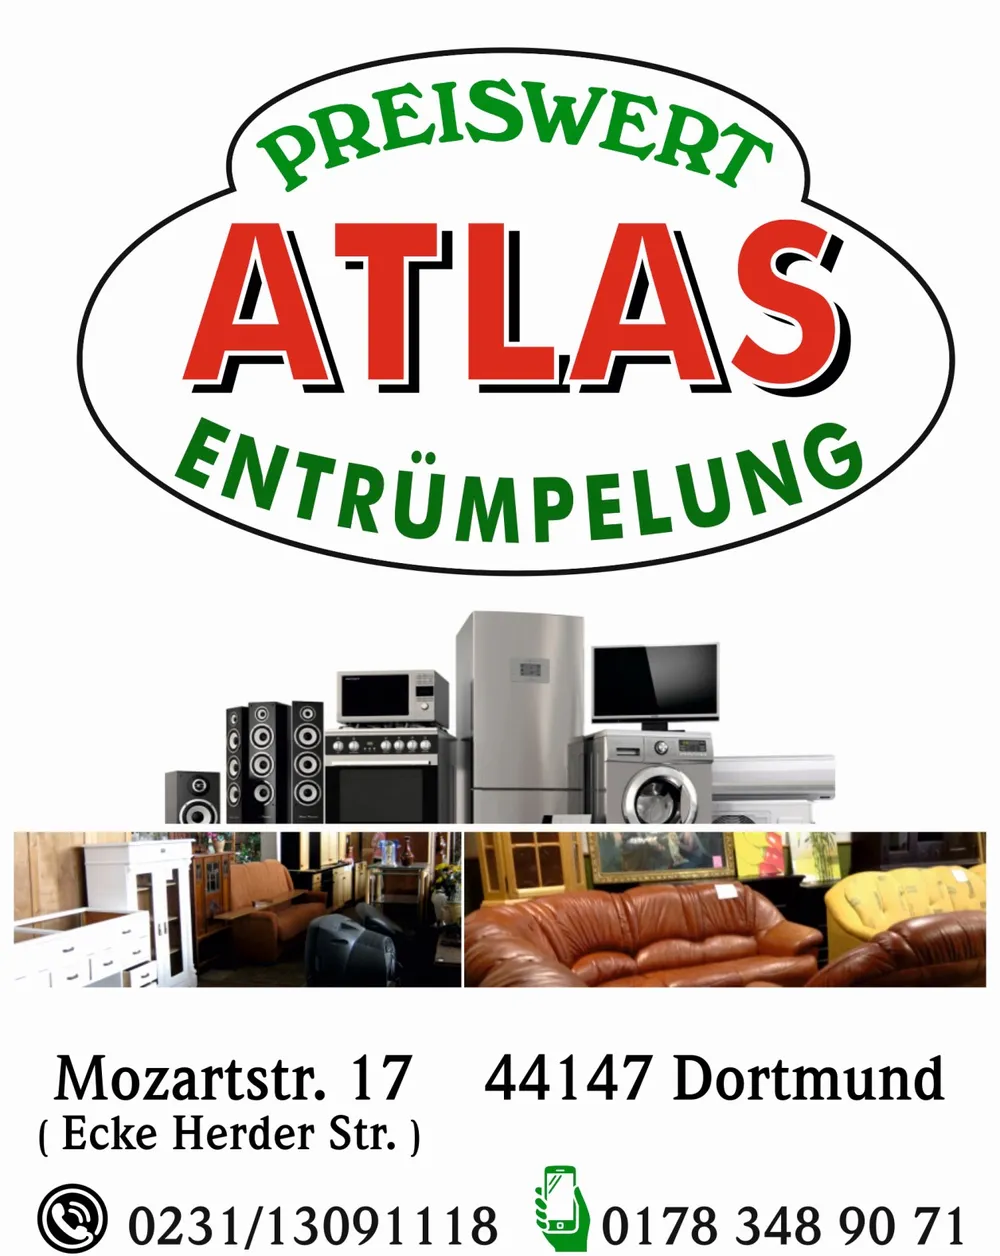 PREISWERT
ATLAS
ENTRÜMPELUNG
Mozartstr. 17 44147 Dortmund
( Ecke Herder Str. )
0231/13091118 0178 348 90 71